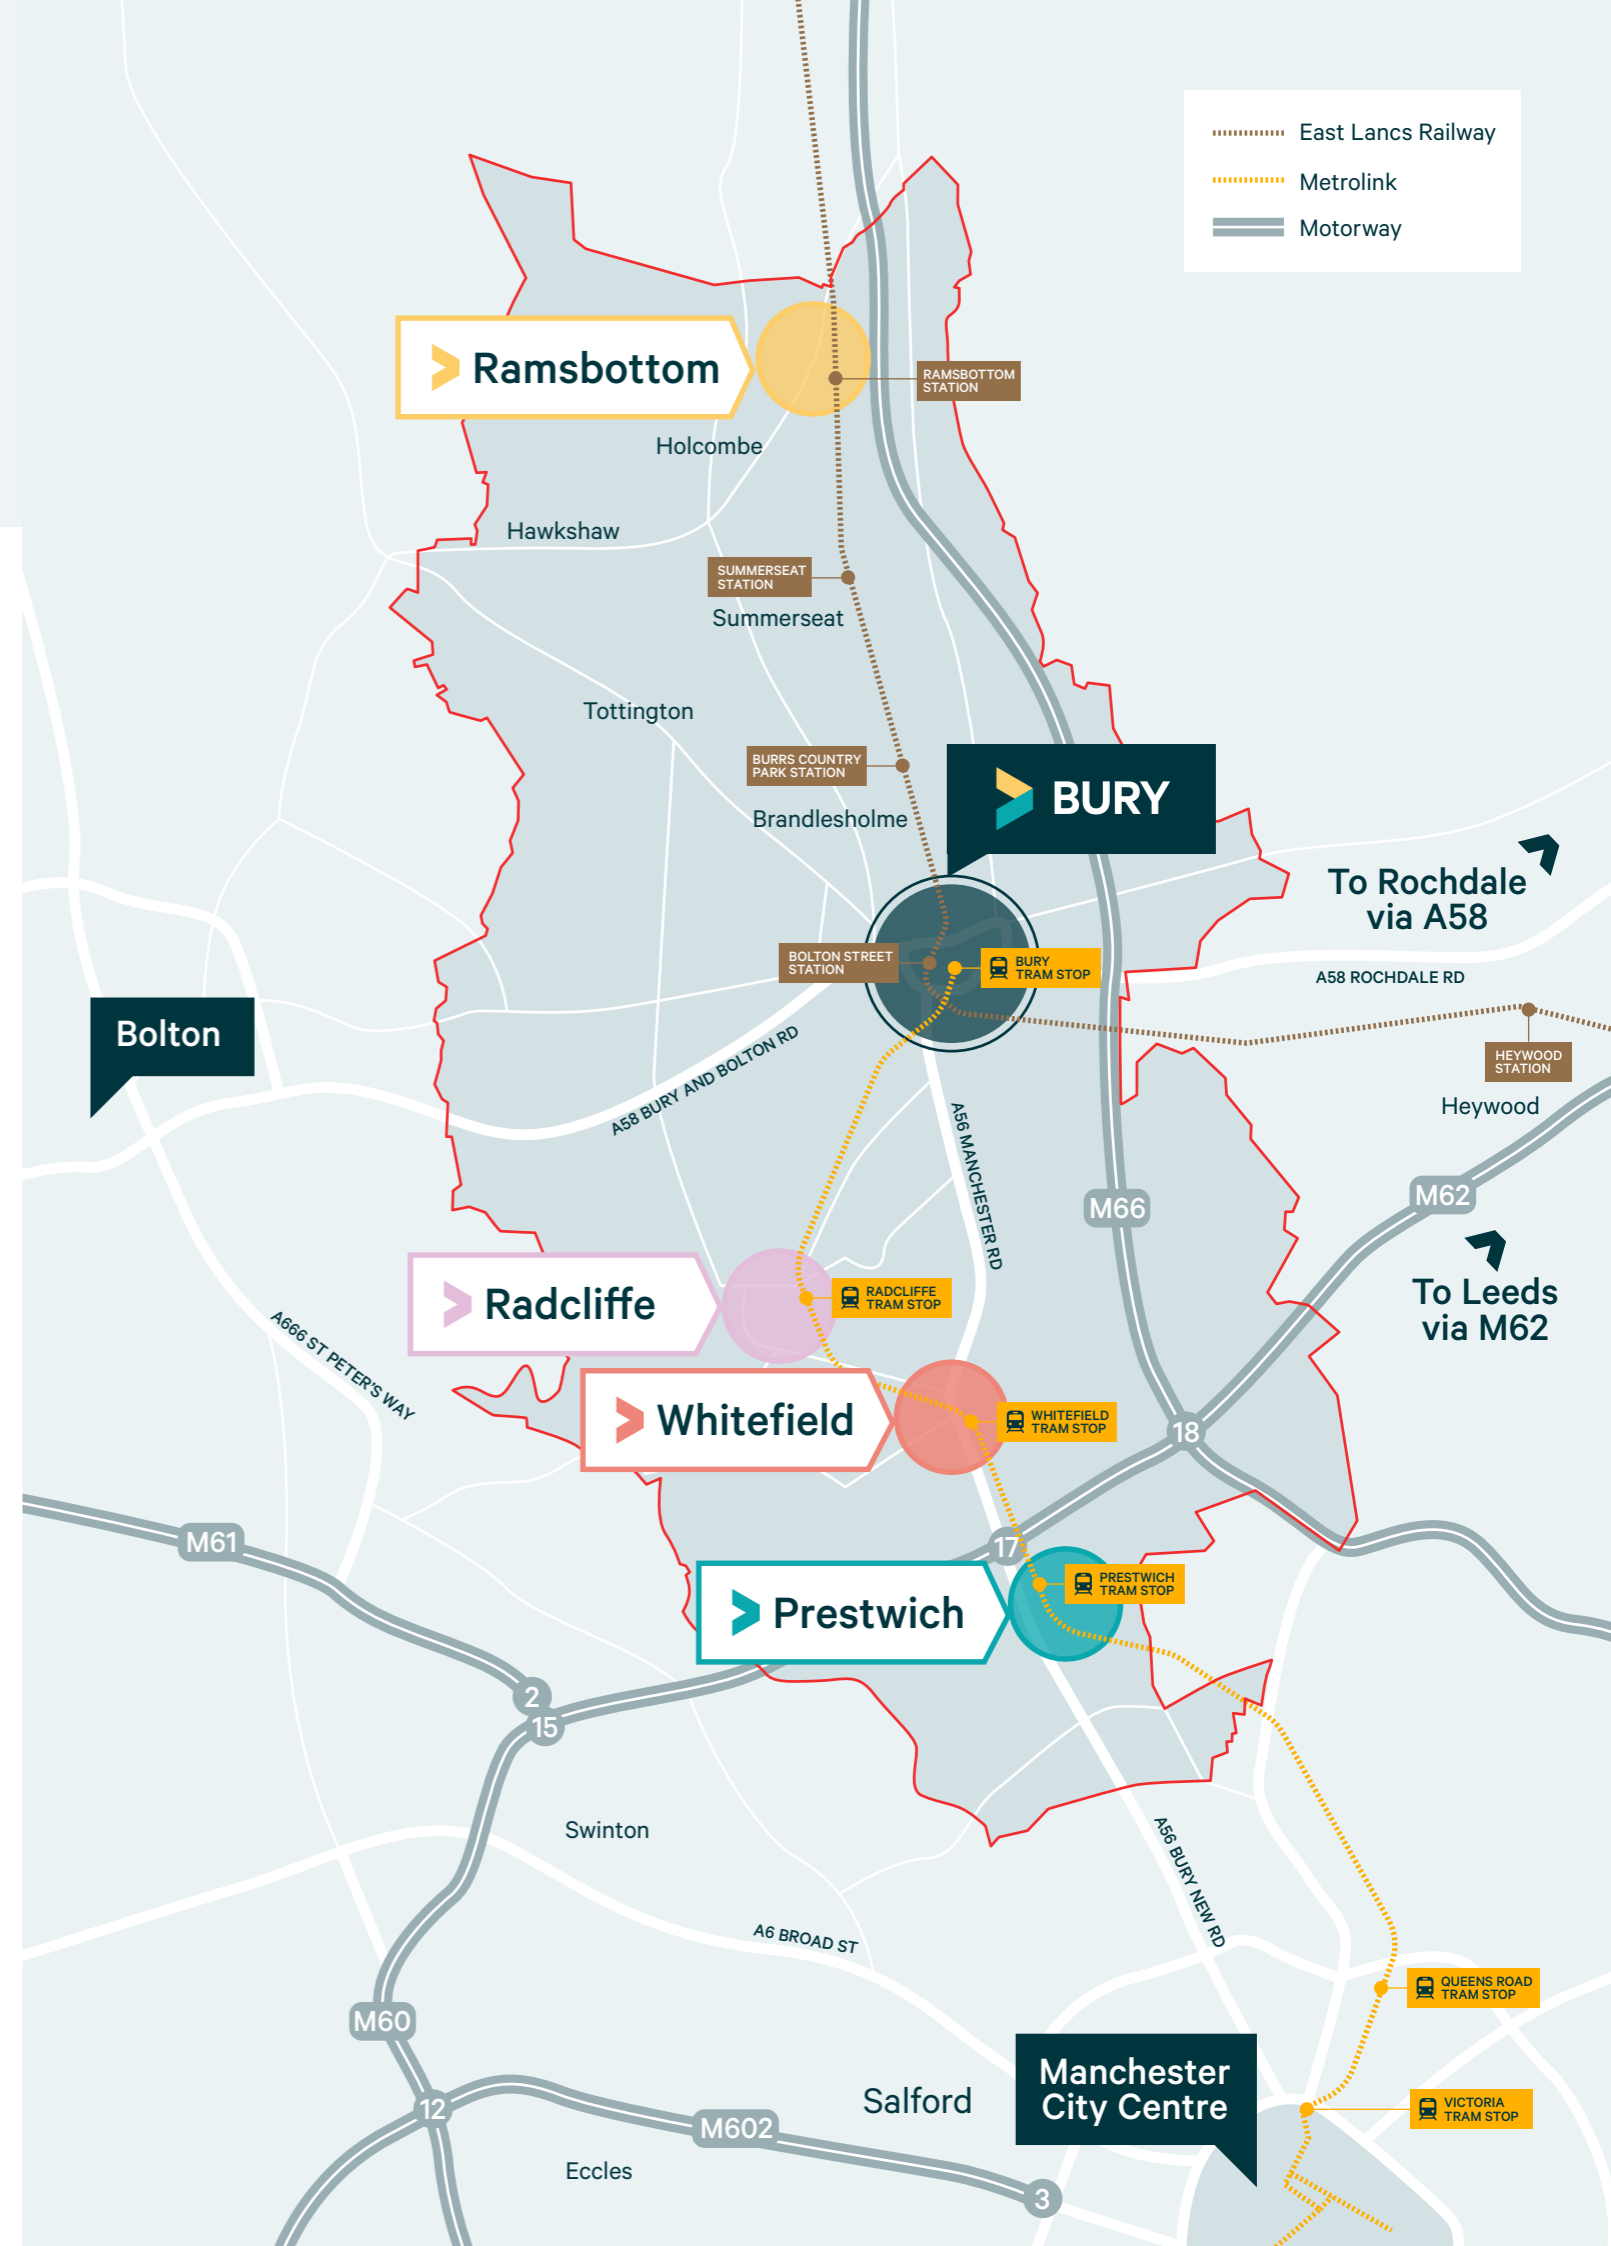 East Lancs Railway
Metrolink
Motorway
Ramsbottom
RAMSBOTTOM
STATION
Holcombe
Hawkshaw
SUMMERSEAT
STATION
Summerseat
Tottington
BURRS COUNTRY
PARK STATION
BURY
Brandlesholme
To Rochdale
via A58
BOLTON STREET
STATION
BURY
TRAM STOP
A58 ROCHDALE RD
Bolton
HEYWOOD
STATION
A58 BURY AND BOLTON RD
Heywood
A56 MANCHESTER RD
M66
M62
To Leeds
via M62
Radcliffe
RADCLIFFE
TRAM STOP
A666 ST PETER'S WAY
Whitefield
WHITEFIELD
TRAM STOP
18
M61
17
PRESTWICH
TRAM STOP
Prestwich
2
15
Swinton
A56 BURY NEW RD
A6 BROAD ST
QUEENS ROAD
TRAM STOP
M60
Manchester
City Centre
Salford
12
VICTORIA
TRAM STOP
M602
Eccles
3